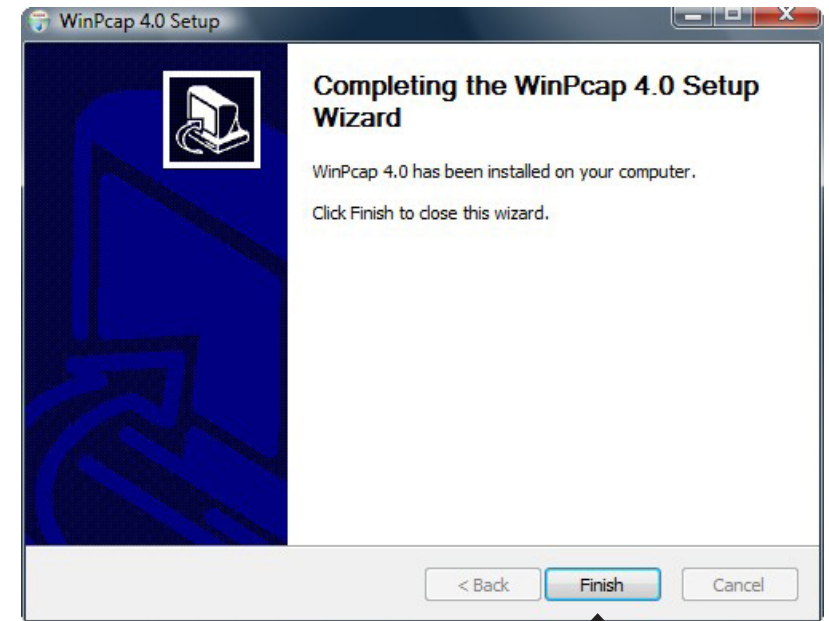 WinPcap 4.0 Setup
Completing the WinPcap 4.0 Setup
Wizard
WinPcap 4.0 has been installed on your computer.
Click Finish to close this wizard.
< Back
Finish
Cancel